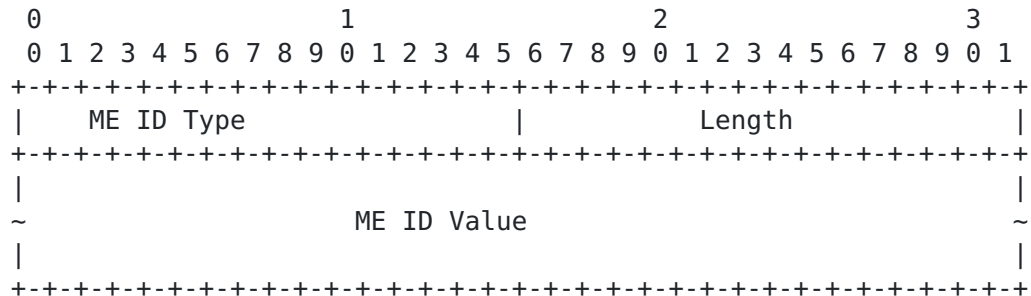 0                   1                   2                   3
 0 1 2 3 4 5 6 7 8 9 0 1 2 3 4 5 6 7 8 9 0 1 2 3 4 5 6 7 8 9 0 1
+-+-+-+-+-+-+-+-+-+-+-+-+-+-+-+-+-+-+-+-+-+-+-+-+-+-+-+-+-+-+-+-+
|    ME ID Type                 |           Length              |
+-+-+-+-+-+-+-+-+-+-+-+-+-+-+-+-+-+-+-+-+-+-+-+-+-+-+-+-+-+-+-+-+
|                                                               |
~                     ME ID Value                               ~
|                                                               |
+-+-+-+-+-+-+-+-+-+-+-+-+-+-+-+-+-+-+-+-+-+-+-+-+-+-+-+-+-+-+-+-+